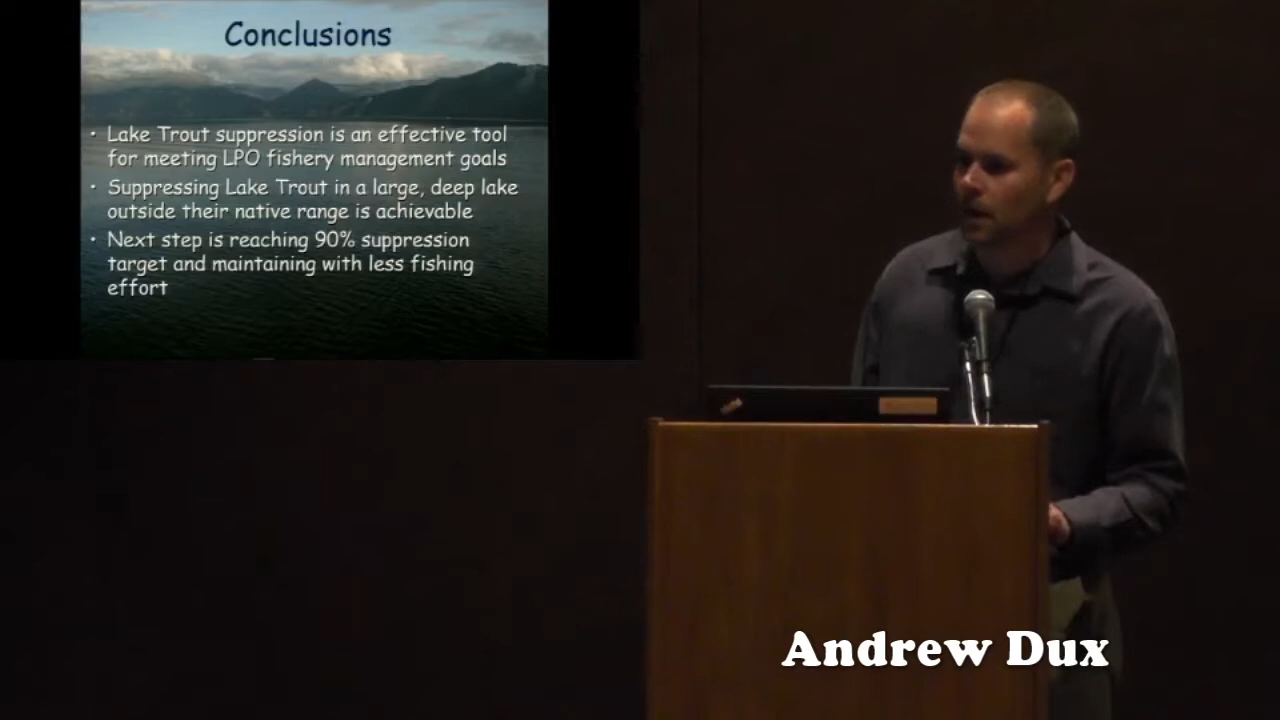 Conclusions
• Lake Trout suppression is an effective tool
for meeting LPO fishery management goals
• Suppressing Lake Trout in a large, deep lake
outside their native range is achievable
• Next step is reaching 90% suppression
target and maintaining with less fishing
effort
Andrew Dux